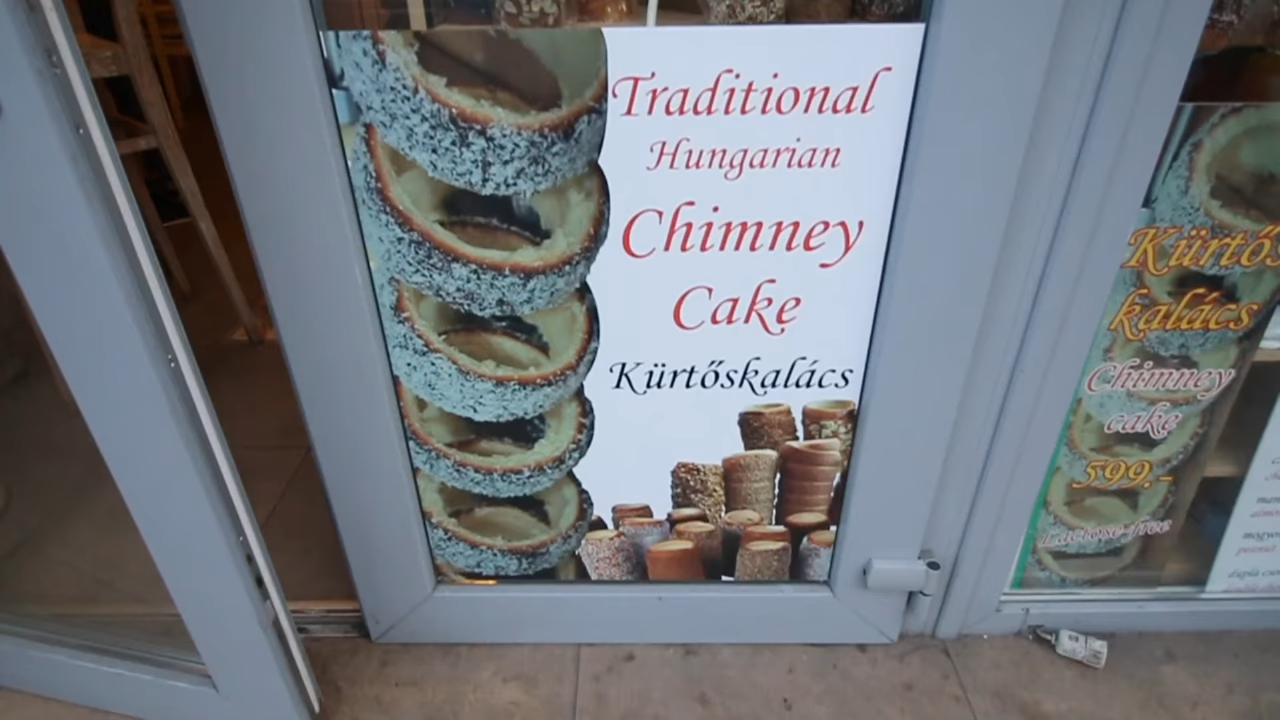 Traditional
Hungarian
Chimney
Cake
Kürtőskalács
Kürtős
kalács
Chimney
cake
599.-
Lactose free